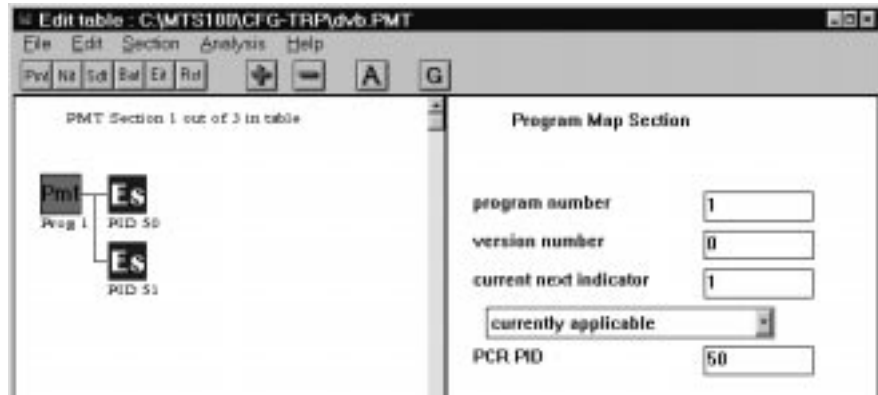 Edit table : C:\MTS100\CFG-TRP\dvb.PMT
File Edit Section Analysis Help
Pmt Nit Sdt Bat Eit Rst A G
PMT Section 1 out of 3 in table
Program Map Section
Pmt Es
Prog 1 PID 50
Es
PID 51
program number 1
version number 0
current next indicator 1
currently applicable
PCR PID 50